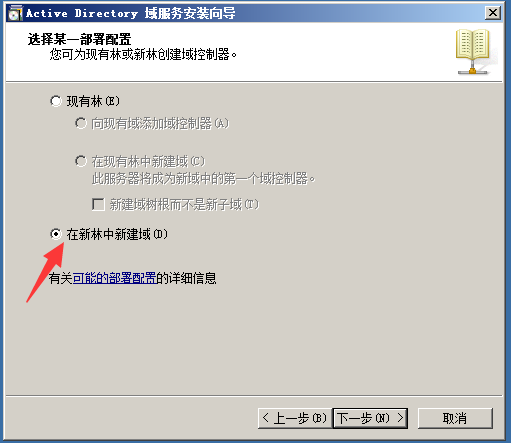 Active Directory 域服务安装向导
选择某一部署配置
您可为现有林或新林创建域控制器。
现有林(E)
向现有域添加域控制器(A)
在现有林中新建域(C)
此服务器将成为新域中的第一个域控制器。
新建域树根而不是新子域(T)
在新林中新建域(D)
有关可能的部署配置的详细信息
< 上一步(B) 下一步(N) > 取消